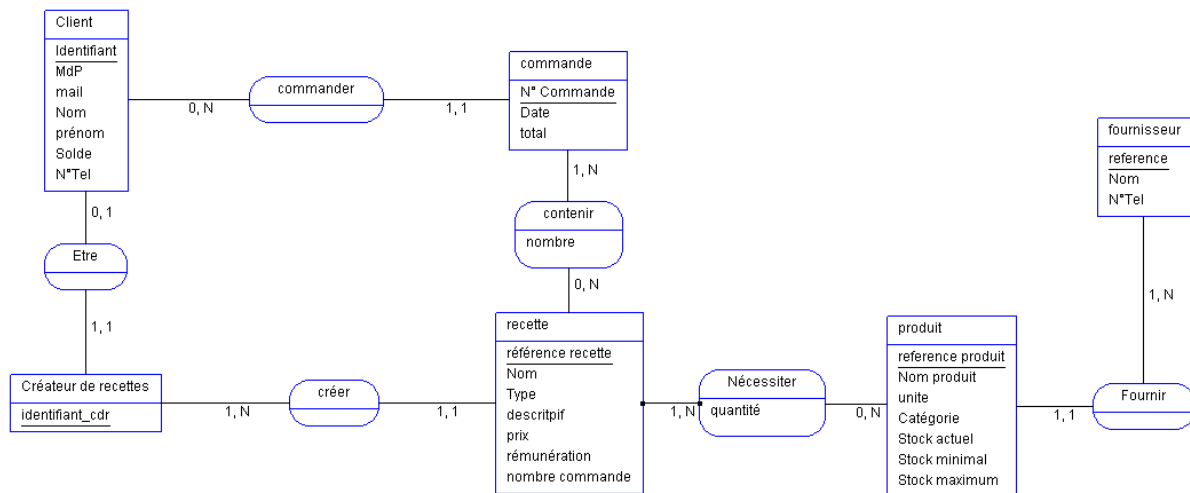 Client
Identifiant
MdP
mail
Nom
prénom
Solde
N°Tel
0, N
commander
1, 1
commande
N° Commande
Date
total
1, N
contenir
nombre
0, N
0, 1
Etre
1, 1
Créateur de recettes
identifiant_cdr
1, N
créer
1, 1
recette
référence recette
Nom
Type
descritpif
prix
rémunération
nombre commande
1, N
Nécessiter
quantité
0, N
produit
reference produit
Nom produit
unite
Catégorie
Stock actuel
Stock minimal
Stock maximum
1, 1
Fournir
1, N
fournisseur
reference
Nom
N°Tel